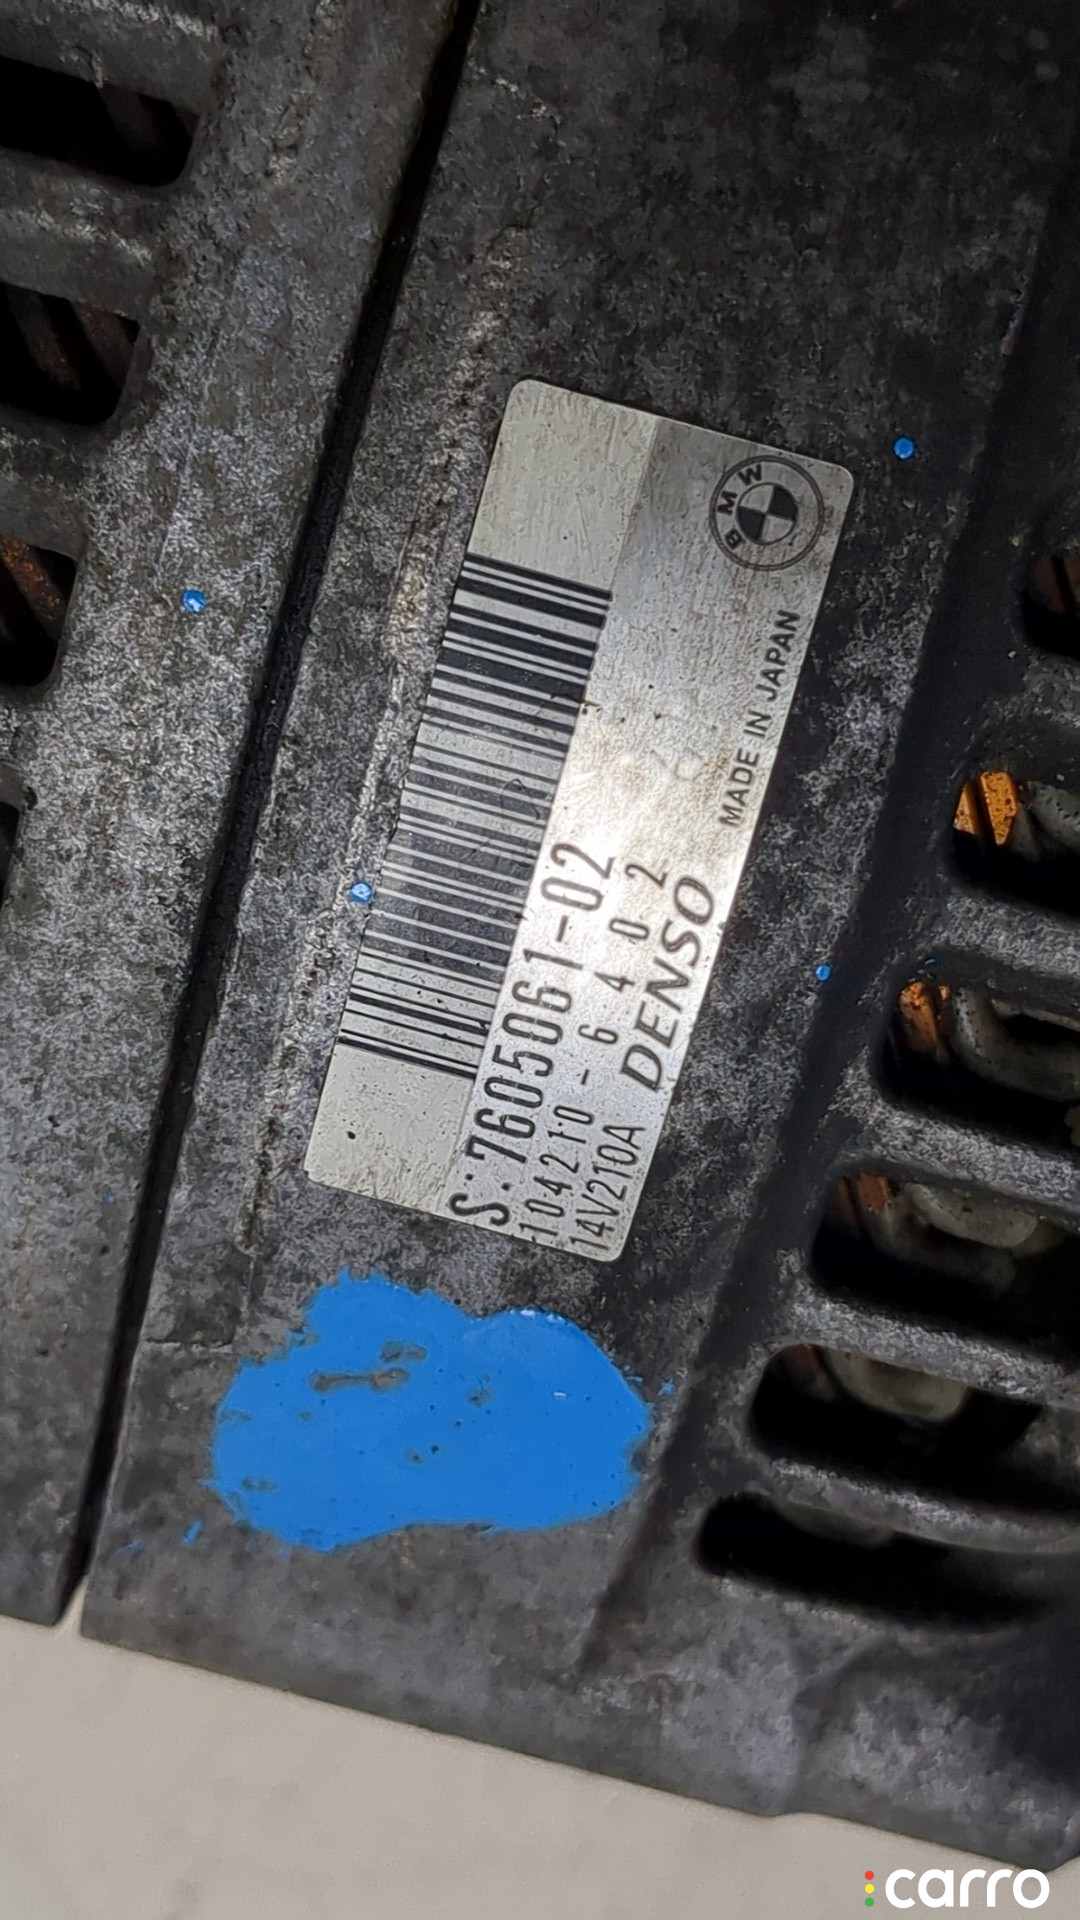 BMW
MADE IN JAPAN
S:7605061-02
104210-6402
14V210A DENSO
carro